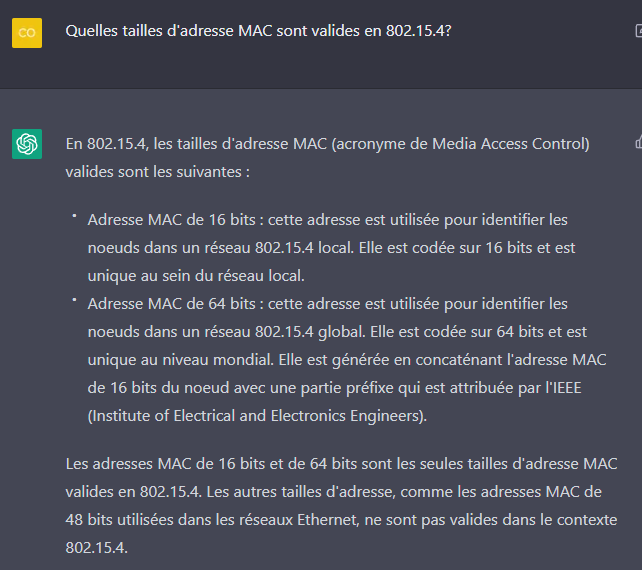 CO
Quelles tailles d'adresse MAC sont valides en 802.15.4?
En 802.15.4, les tailles d'adresse MAC (acronyme de Media Access Control)
valides sont les suivantes :
• Adresse MAC de 16 bits : cette adresse est utilisée pour identifier les
noeuds dans un réseau 802.15.4 local. Elle est codée sur 16 bits et est
unique au sein du réseau local.
• Adresse MAC de 64 bits : cette adresse est utilisée pour identifier les
noeuds dans un réseau 802.15.4 global. Elle est codée sur 64 bits et est
unique au niveau mondial. Elle est générée en concaténant l'adresse MAC
de 16 bits du noeud avec une partie préfixe qui est attribuée par l'IEEE
(Institute of Electrical and Electronics Engineers).
Les adresses MAC de 16 bits et de 64 bits sont les seules tailles d'adresse MAC
valides en 802.15.4. Les autres tailles d'adresse, comme les adresses MAC de
48 bits utilisées dans les réseaux Ethernet, ne sont pas valides dans le contexte
802.15.4.